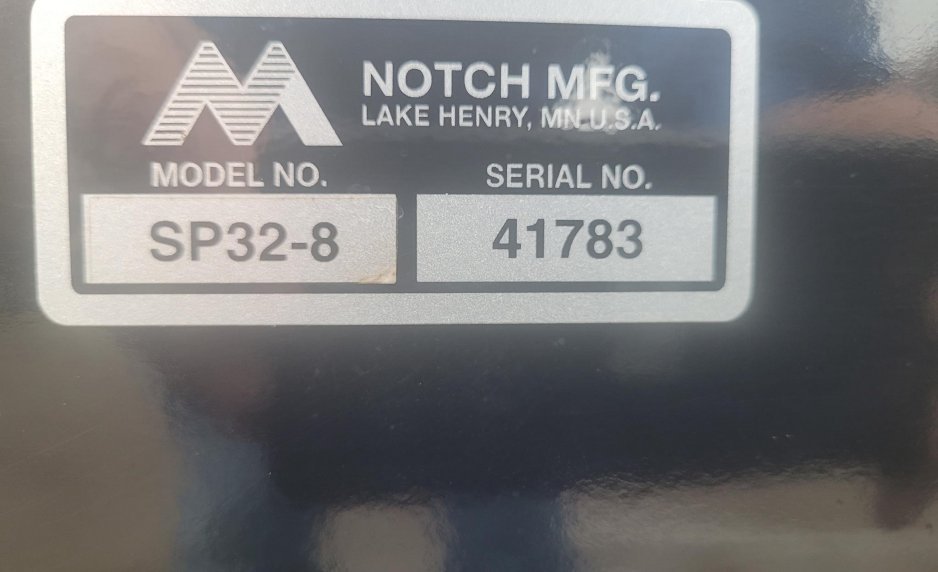 NOTCH MFG.
LAKE HENRY, MN.U.S.A.
MODEL NO. SERIAL NO.
SP32-8 41783